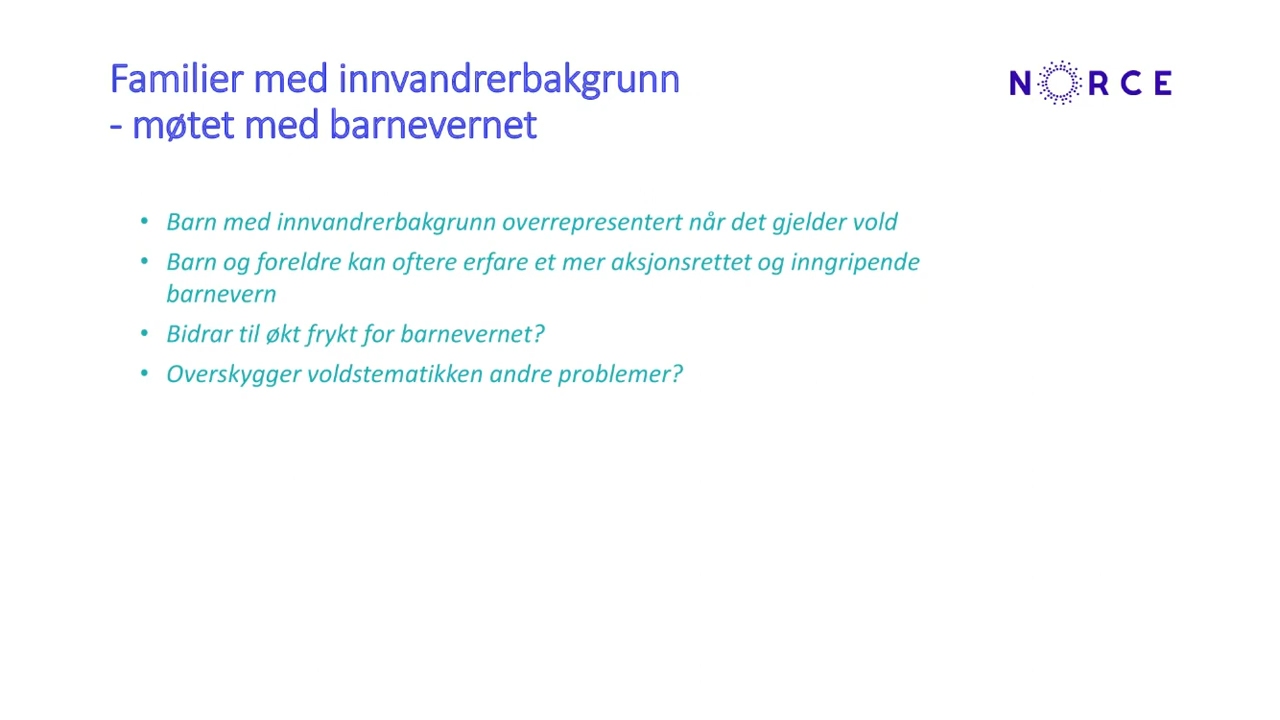 Familier med innvandrerbakgrunn
- møtet med barnevernet
NORCE
• Barn med innvandrerbakgrunn overrepresentert når det gjelder vold
• Barn og foreldre kan oftere erfare et mer aksjonsrettet og inngripende
barnevern
• Bidrar til økt frykt for barnevernet?
• Overskygger voldstematikken andre problemer?